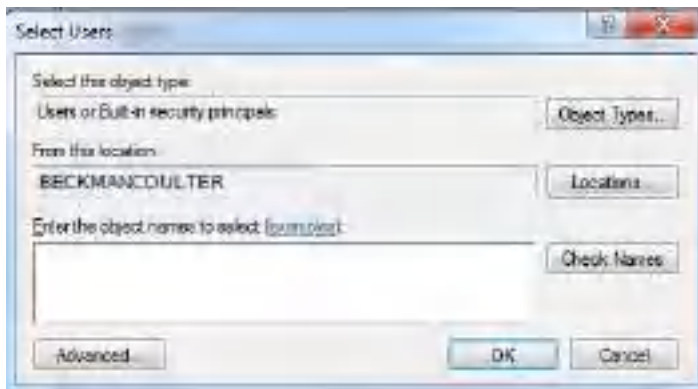 Select Users
Select this object type:
Users or Built-in security principals
Object Types...
From this location:
BECKMANCOULTER
Locations...
Enter the object names to select (examples):
Check Names
Advanced...
OK
Cancel